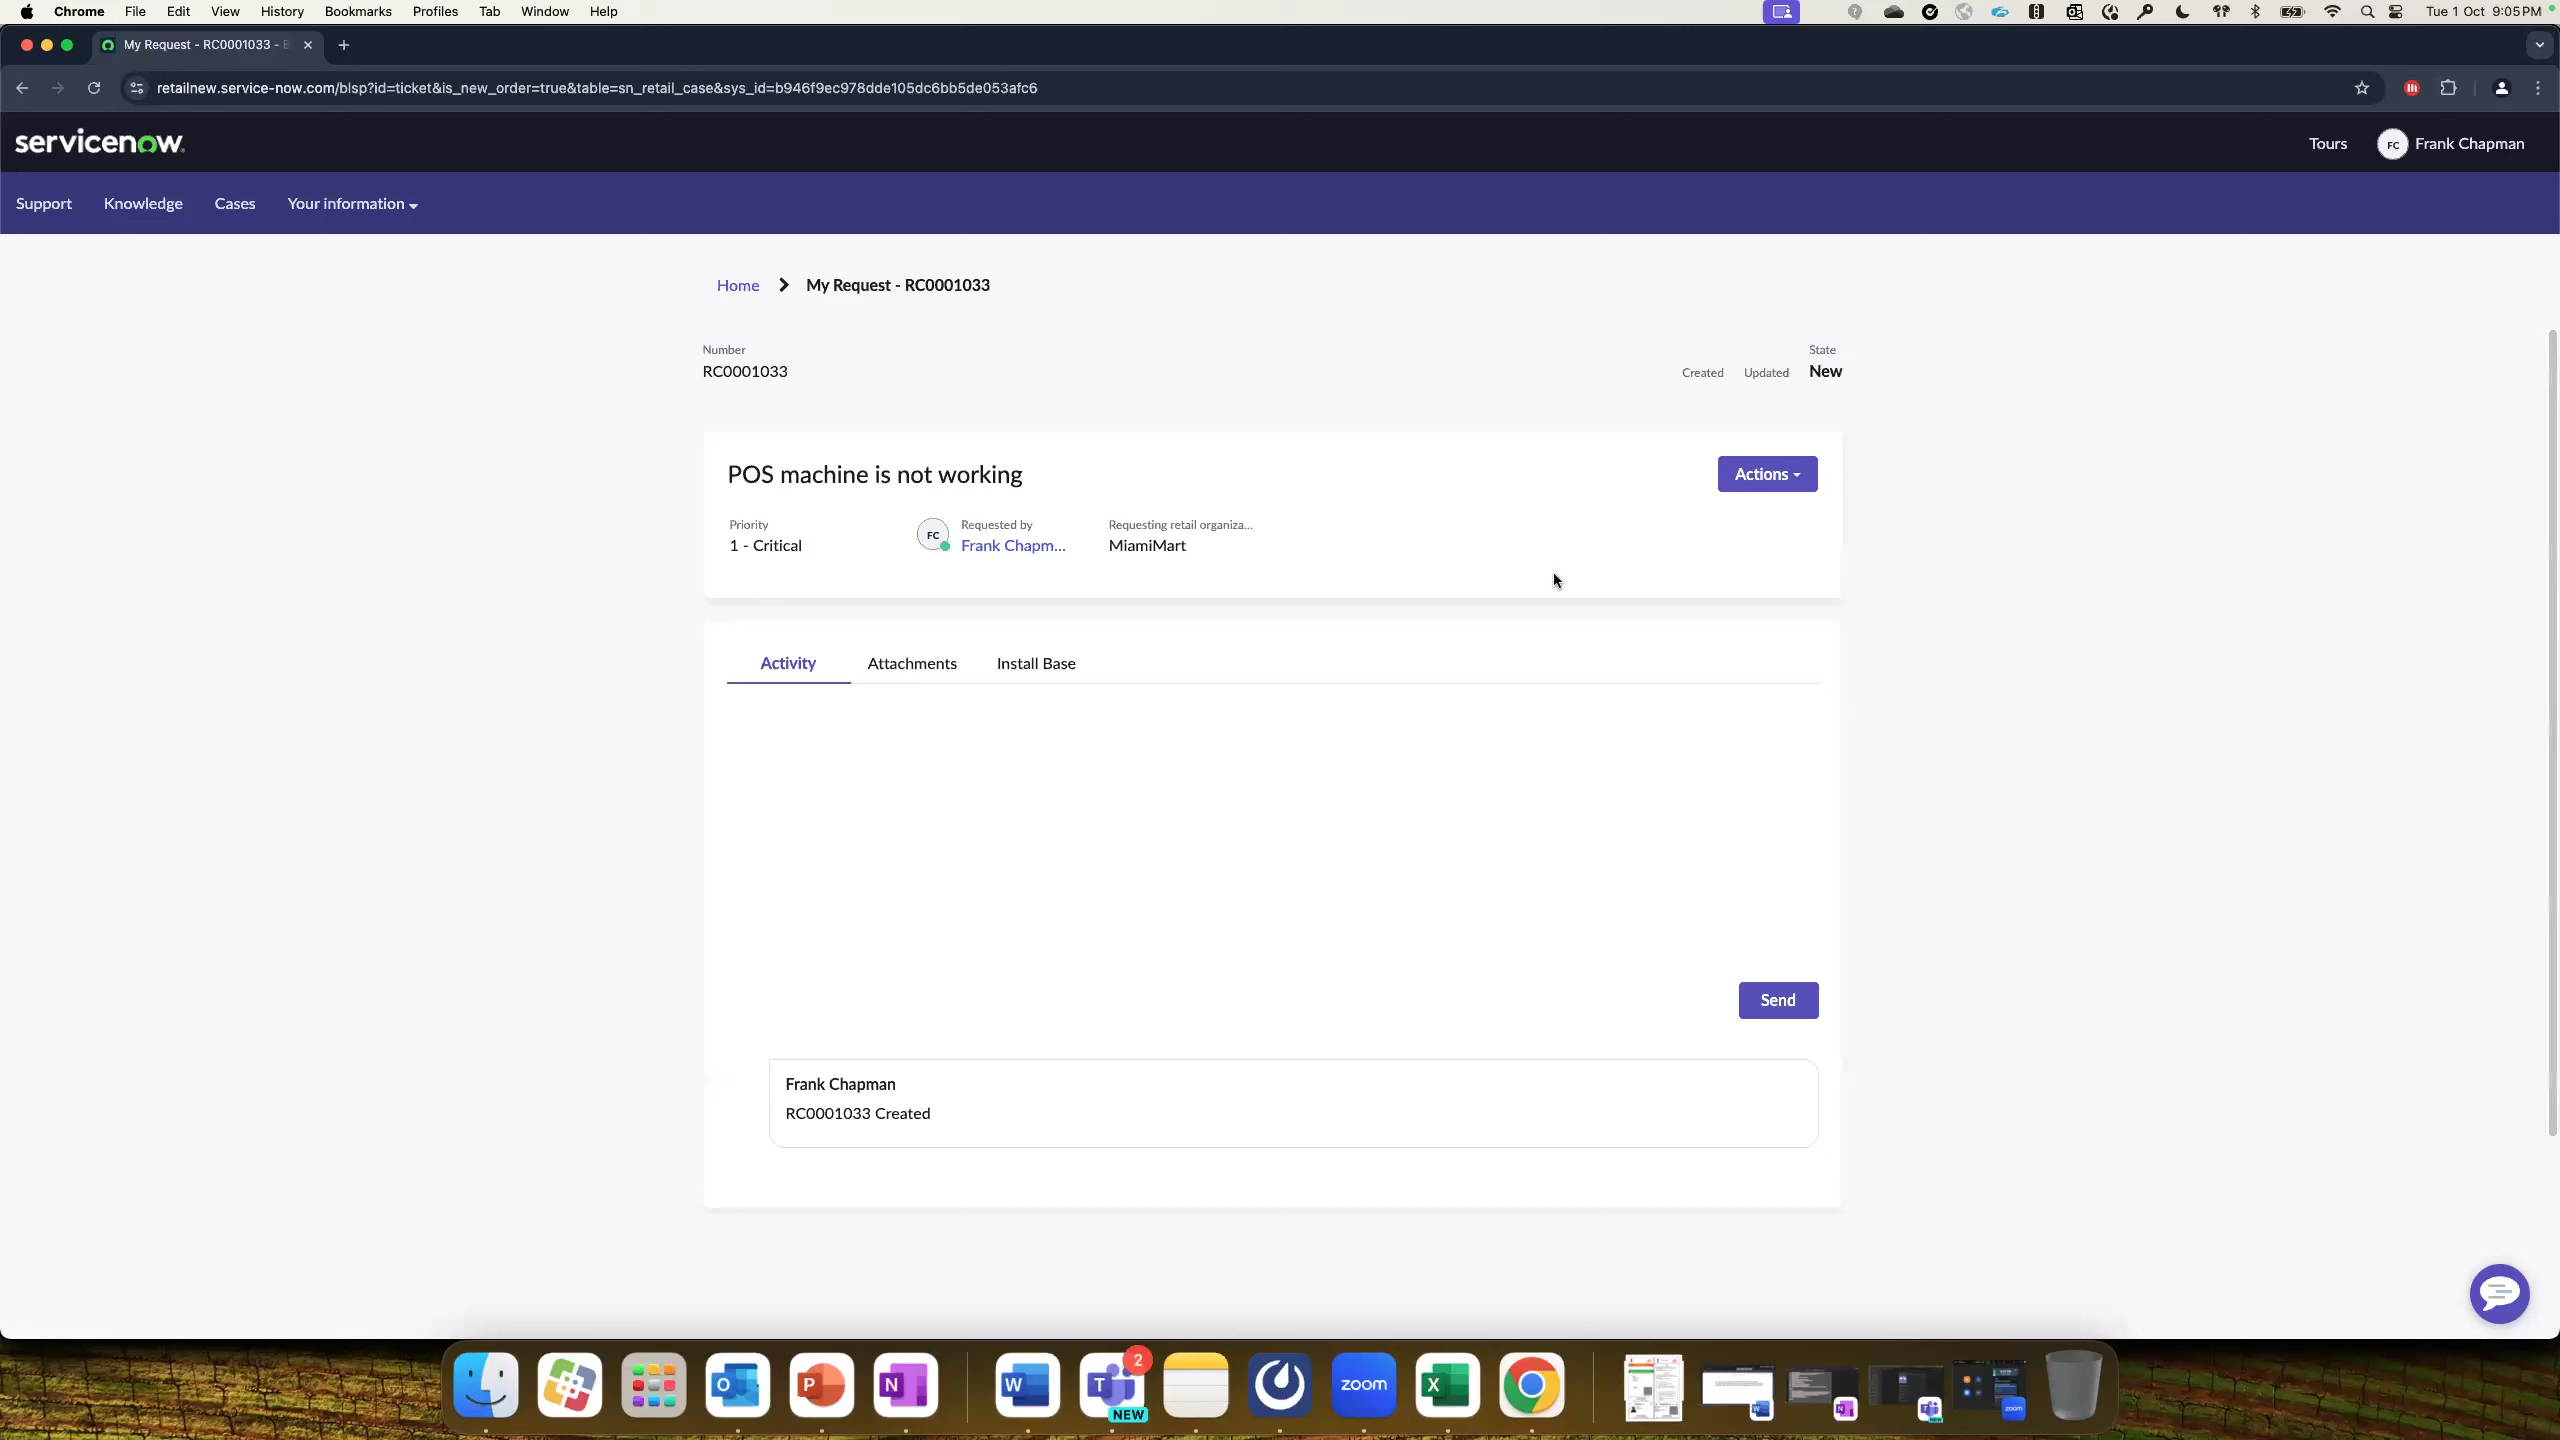 Chrome File Edit View History Bookmarks Profiles Tab Window Help Tue 1 Oct 9:05 PM
My Request - RC0001033 -
retailnew.service-now.com/blsp?id=ticket&is_new_order=true&table=sn_retail_case&sys_id=b946f9ec978dde105dc6bb5de053afc6
servicenow. Tours FC Frank Chapman
Support Knowledge Cases Your information
Home My Request - RC0001033
Number State
RC0001033 Created Updated New
POS machine is not working Actions
Priority Requested by Requesting retail organiza...
1 - Critical FC Frank Chapm... MiamiMart
Activity Attachments Install Base
Send
Frank Chapman
RC0001033 Created
2
O P N W T zoom X
NEW